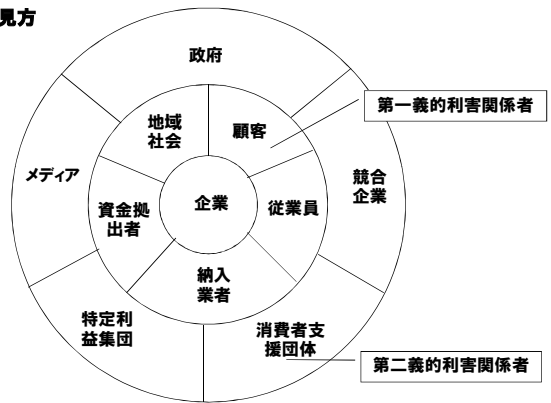 見方
政府
第一義的利害関係者
地域
社会
顧客
メディア
競合
企業
資金拠
出者
企業
従業員
納入
業者
特定利
益集団
消費者支
援団体
第二義的利害関係者